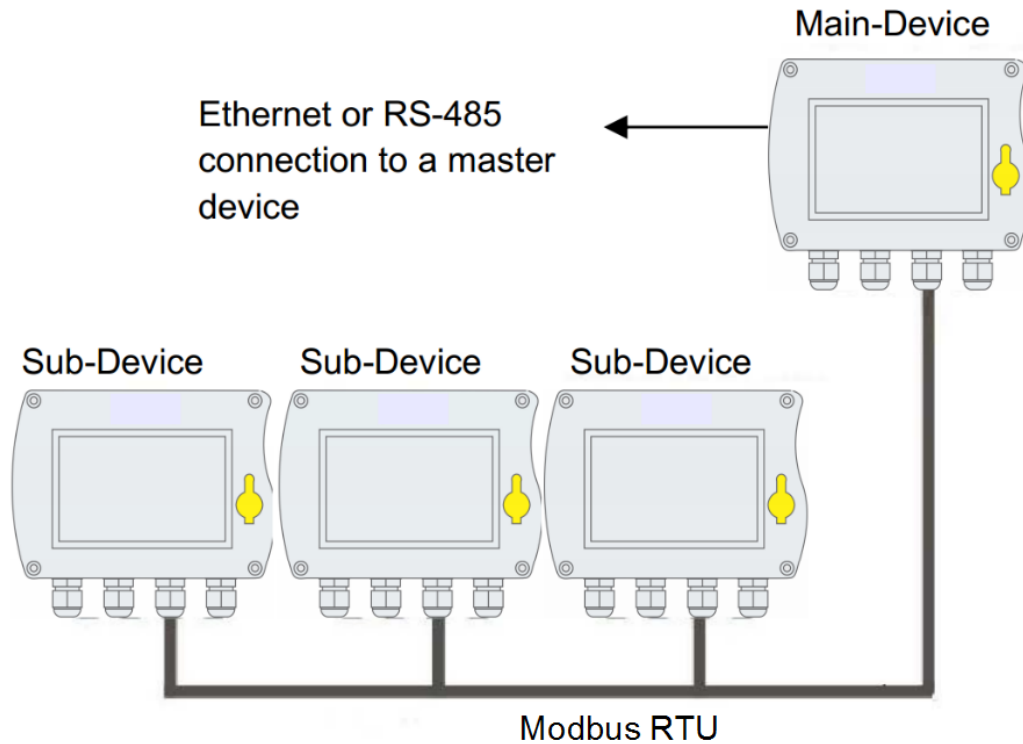 Main-Device
Ethernet or RS-485
connection to a master
device
Sub-Device
Sub-Device
Sub-Device
Modbus RTU